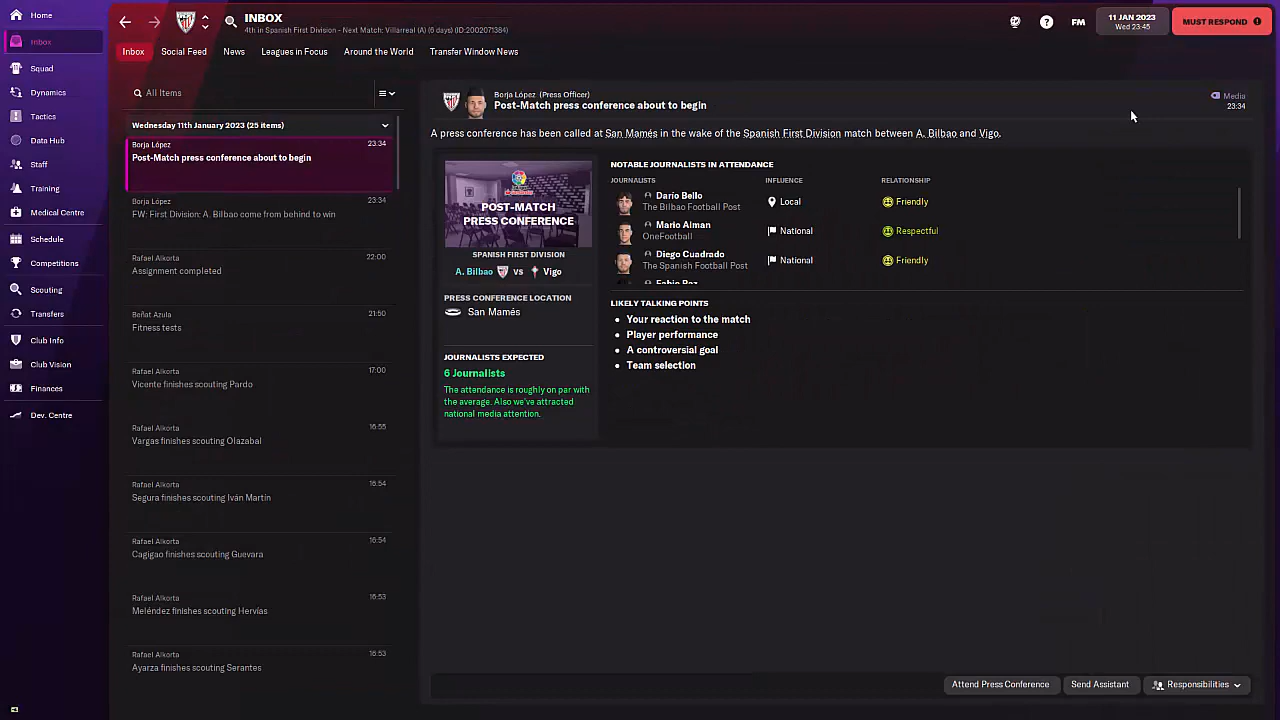 Home
Inbox
Squad
Dynamics
Tactics
Data Hub
Staff
Training
Medical Centre
Schedule
Competitions
Scouting
Transfers
Club Info
Club Vision
Finances
Dev. Centre
INBOX
4th in Spanish First Division - Next Match: Villarreal (A) (6 days) (ID:2002071384)
FM
11 JAN 2023
Wed 23:45
MUST RESPOND
Inbox
Social Feed
News
Leagues in Focus
Around the World
Transfer Window News
All Items
Wednesday 11th January 2023 (25 items)
Borja López 23:34
Post-Match press conference about to begin
Borja López 23:34
FW: First Division: A. Bilbao come from behind to win
Rafael Alkorta 22:00
Assignment completed
Beñat Azula 21:50
Fitness tests
Rafael Alkorta 17:00
Vicente finishes scouting Pardo
Rafael Alkorta 16:55
Vargas finishes scouting Olazabal
Rafael Alkorta 16:54
Segura finishes scouting Iván Martín
Rafael Alkorta 16:54
Cagigao finishes scouting Guevara
Rafael Alkorta 16:53
Meléndez finishes scouting Hervías
Rafael Alkorta 16:53
Ayarza finishes scouting Serantes
Borja López (Press Officer)
Post-Match press conference about to begin
Media
23:34
A press conference has been called at San Mamés in the wake of the Spanish First Division match between A. Bilbao and Vigo.
POST-MATCH
PRESS CONFERENCE
SPANISH FIRST DIVISION
A. Bilbao vs Vigo
PRESS CONFERENCE LOCATION
San Mamés
JOURNALISTS EXPECTED
6 Journalists
The attendance is roughly on par with
the average. Also we've attracted
national media attention.
NOTABLE JOURNALISTS IN ATTENDANCE
JOURNALISTS INFLUENCE RELATIONSHIP
Darío Bello
The Bilbao Football Post
Local
Friendly
Mario Aiman
OneFootball
National
Respectful
Diego Cuadrado
The Spanish Football Post
National
Friendly
LIKELY TALKING POINTS
Your reaction to the match
Player performance
A controversial goal
Team selection
Attend Press Conference
Send Assistant
Responsibilities